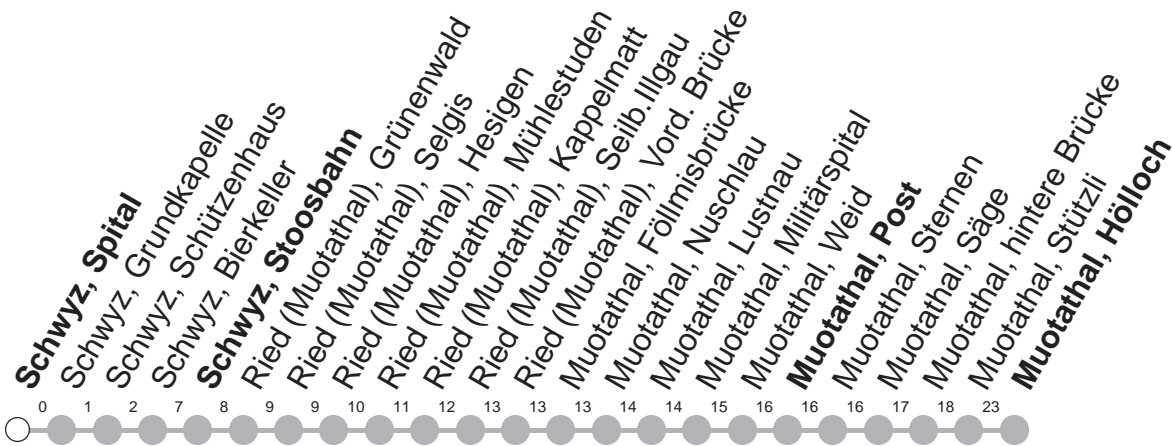 Schwyz, Spital
Schwyz, Grundkapelle
Schwyz, Schützenhaus
Schwyz, Bierkeller
Schwyz, Stoosbahn
Ried (Muotathal), Grünenwald
Ried (Muotathal), Selgis
Ried (Muotathal), Hesigen
Ried (Muotathal), Mühlestuden
Ried (Muotathal), Kappelmatt
Ried (Muotathal), Seilb. Illgau
Ried (Muotathal), Vord. Brücke
Muotathal, Föllmisbrücke
Muotathal, Nuschlau
Muotathal, Lustnau
Muotathal, Militärspital
Muotathal, Weid
Muotathal, Post
Muotathal, Sternen
Muotathal, Säge
Muotathal, hintere Brücke
Muotathal, Stützli
Muotathal, Hölloch
0 1 2 7 8 9 9 10 11 12 13 13 13 14 14 15 16 16 16 17 18 23